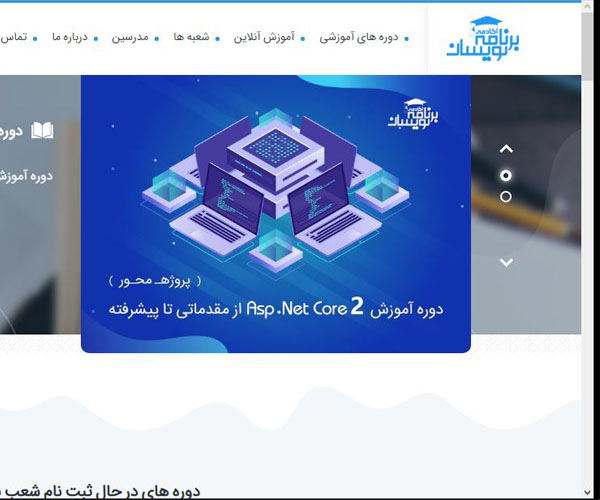 آکادمی
برنامه نویسان
دوره های آموزشی
آموزش آنلاین
شعبه ها
مدرسین
درباره ما
تماس
آکادمی
برنامه نویسان
( پروژه محور )
دوره آموزش Asp.Net Core 2 از مقدماتی تا پیشرفته
دوره
دوره آموزش
دوره های در حال ثبت نام شعب